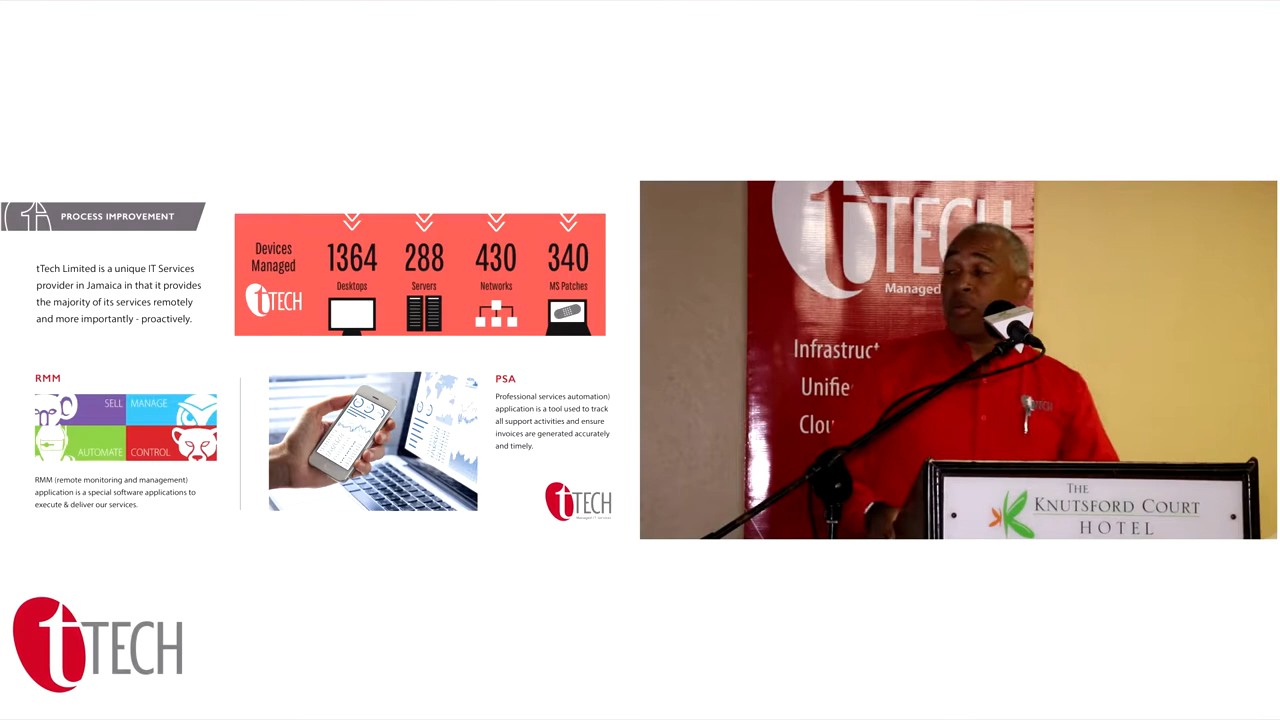 PROCESS IMPROVEMENT
tTech Limited is a unique IT Services
provider in Jamaica in that it provides
the majority of its services remotely
and more importantly - proactively.
Devices
Managed
tTECH
1364
Desktops
288
Servers
430
Networks
340
MS Patches
RMM
SELL
MANAGE
AUTOMATE
CONTROL
RMM (remote monitoring and management)
application is a special software applications to
execute & deliver our services.
PSA
Professional services automation)
application is a tool used to track
all support activities and ensure
invoices are generated accurately
and timely.
tTECH
Managed IT Services
tTECH
Managed
Infrastruct
Unifie
Clou
TECH
THE
KNUTSFORD COURT
HOTEL
tTECH